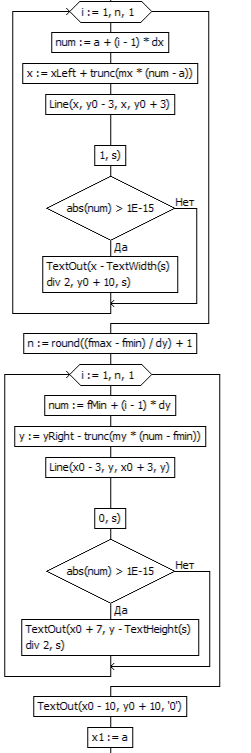 i := 1, n, 1
num := a + (i - 1) * dx
x := xLeft + trunc(mx * (num - a))
Line(x, y0 - 3, x, y0 + 3)
1, s)
abs(num) > 1E-15
Нет
Да
TextOut(x - TextWidth(s)
div 2, y0 + 10, s)
n := round((fmax - fmin) / dy) + 1
i := 1, n, 1
num := fMin + (i - 1) * dy
y := yRight - trunc(my * (num - fmin))
Line(x0 - 3, y, x0 + 3, y)
0, s)
abs(num) > 1E-15
Нет
Да
TextOut(x0 + 7, y - TextHeight(s)
div 2, s)
TextOut(x0 - 10, y0 + 10, '0')
x1 := a